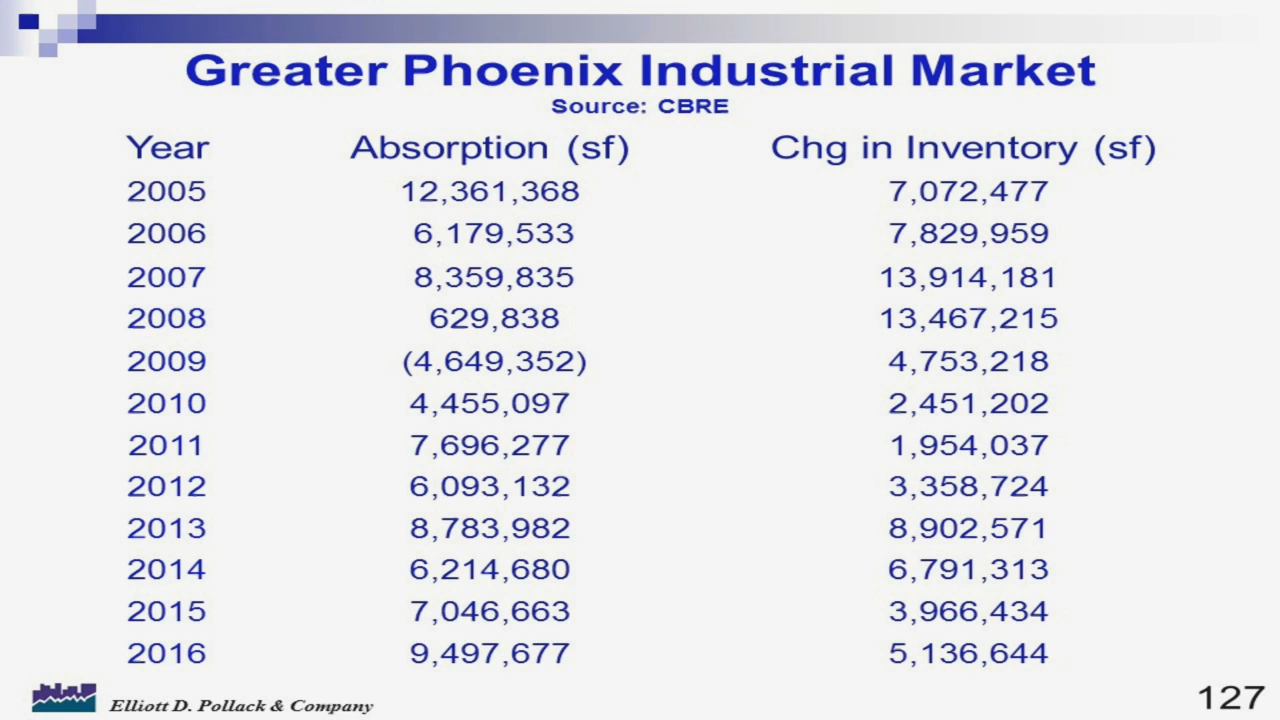 Greater Phoenix Industrial Market
Source: CBRE
Year Absorption (sf) Chg in Inventory (sf)
2005 12,361,368 7,072,477
2006 6,179,533 7,829,959
2007 8,359,835 13,914,181
2008 629,838 13,467,215
2009 (4,649,352) 4,753,218
2010 4,455,097 2,451,202
2011 7,696,277 1,954,037
2012 6,093,132 3,358,724
2013 8,783,982 8,902,571
2014 6,214,680 6,791,313
2015 7,046,663 3,966,434
2016 9,497,677 5,136,644
Elliott D. Pollack & Company 127